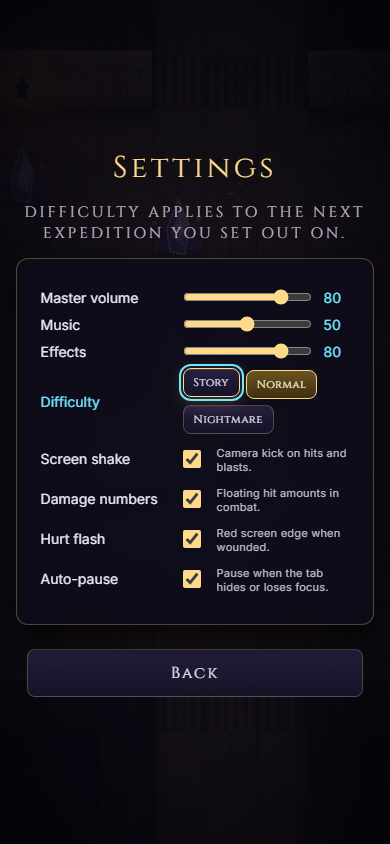 Settings
DIFFICULTY APPLIES TO THE NEXT
EXPEDITION YOU SET OUT ON.
Master volume 80
Music 50
Effects 80
Difficulty Story Normal
Nightmare
Screen shake Camera kick on hits and
blasts.
Damage numbers Floating hit amounts in
combat.
Hurt flash Red screen edge when
wounded.
Auto-pause Pause when the tab
hides or loses focus.
Back